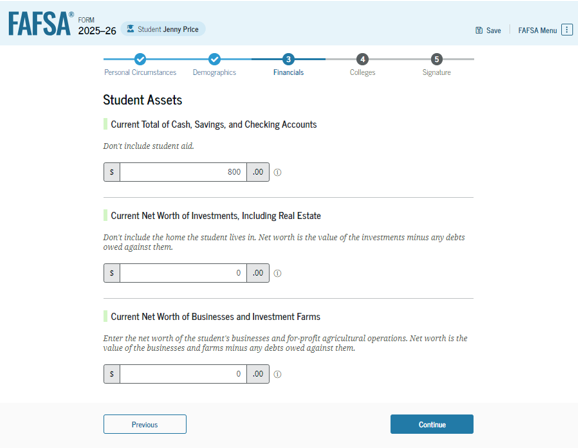 FAFSA® FORM 2025–26 Student Jenny Price Save FAFSA Menu
3 4 5
Personal Circumstances Demographics Financials Colleges Signature
Student Assets
Current Total of Cash, Savings, and Checking Accounts
Don't include student aid.
$ 800 .00
Current Net Worth of Investments, Including Real Estate
Don't include the home the student lives in. Net worth is the value of the investments minus any debts
owed against them.
$ 0 .00
Current Net Worth of Businesses and Investment Farms
Enter the net worth of the student's businesses and for-profit agricultural operations. Net worth is the
value of the businesses and farms minus any debts owed against them.
$ 0 .00
Previous Continue